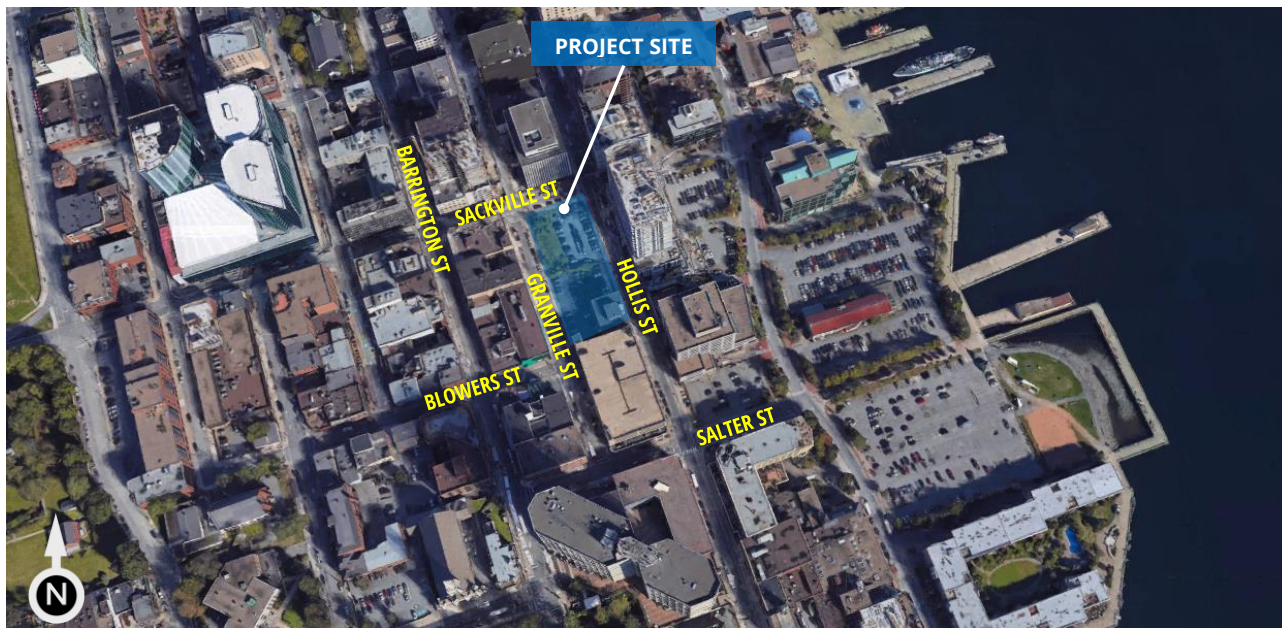 PROJECT SITE
BARRINGTON ST
SACKVILLE ST
GRANVILLE ST
HOLLIS ST
BLOWERS ST
SALTER ST
N